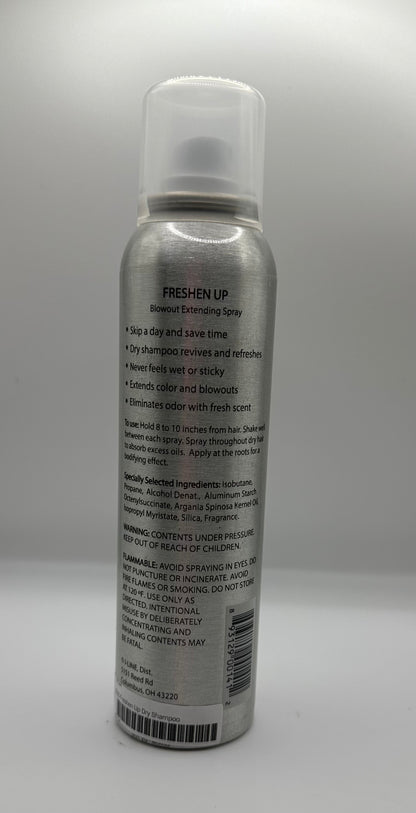 FRESHEN UP
Blowout Extending Spray
• Skip a day and save time
• Dry shampoo revives and refreshes
• Never feels wet or sticky
• Extends color and blowouts
• Eliminates odor with fresh scent
To use: Hold 8 to 10 inches from hair. Shake well
between each spray. Spray throughout dry hair
to absorb excess oils. Apply at the roots for a
bodifying effect.
Specially Selected Ingredients: Isobutane,
Propane, Alcohol Denat., Aluminum Starch
Octenylsuccinate, Argania Spinosa Kernel Oil,
Isopropyl Myristate, Silica, Fragrance.
WARNING: CONTENTS UNDER PRESSURE.
KEEP OUT OF REACH OF CHILDREN.
FLAMMABLE: AVOID SPRAYING IN EYES. DO
NOT PUNCTURE OR INCINERATE. AVOID
FIRE FLAMES OR SMOKING. DO NOT STORE
AT 120 ºF. USE ONLY AS
DIRECTED. INTENTIONAL
MISUSE BY DELIBERATELY
CONCENTRATING AND
INHALING CONTENTS MAY
BE FATAL.
Dist.
Reed Rd
Columbus, OH 43220
Up Dry Shampoo